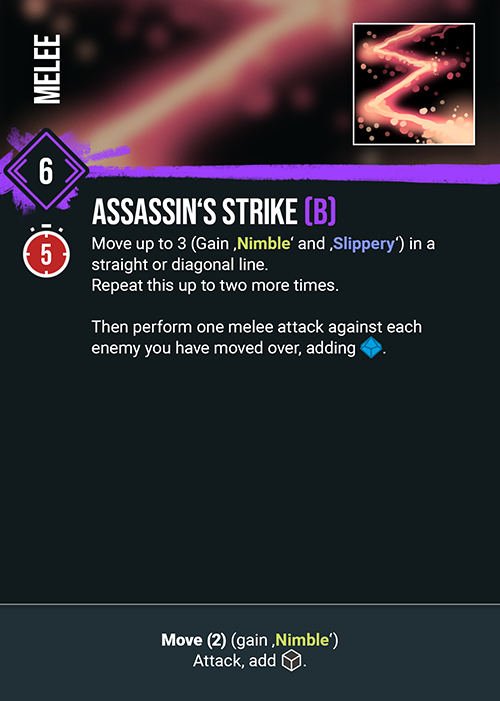 MELEE
6
ASSASSIN‘S STRIKE (B)
5
Move up to 3 (Gain ‚Nimble‘ and ‚Slippery‘) in a
straight or diagonal line.
Repeat this up to two more times.
Then perform one melee attack against each
enemy you have moved over, adding .
Move (2) (gain ‚Nimble‘)
Attack, add .